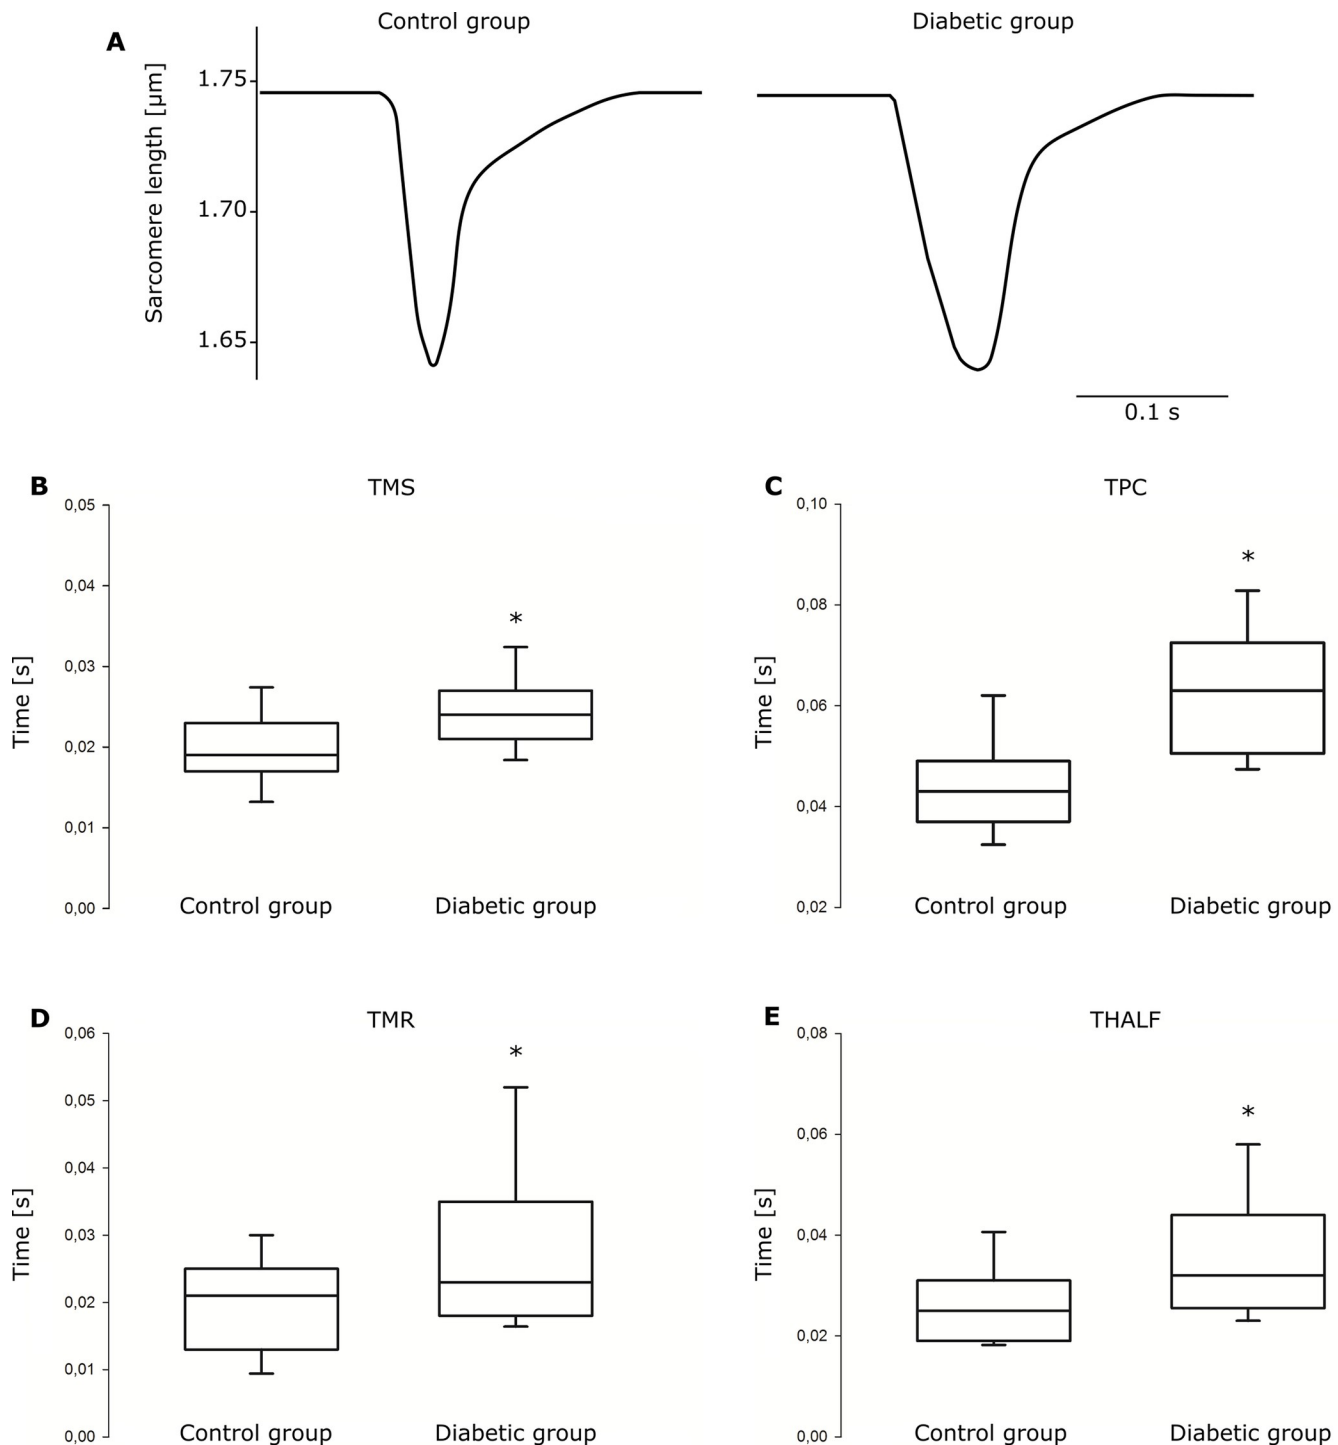 Control group
Diabetic group
A
Sarcomere length [µm]
1.75
1.70
1.65
0.1 s
B
TMS
Time [s]
0,05
0,04
0,03
0,02
0,01
0,00
*
Control group
Diabetic group
C
TPC
Time [s]
0,10
0,08
0,06
0,04
0,02
*
Control group
Diabetic group
D
TMR
Time [s]
0,06
0,05
0,04
0,03
0,02
0,01
0,00
*
Control group
Diabetic group
E
THALF
Time [s]
0,08
0,06
0,04
0,02
0,00
*
Control group
Diabetic group